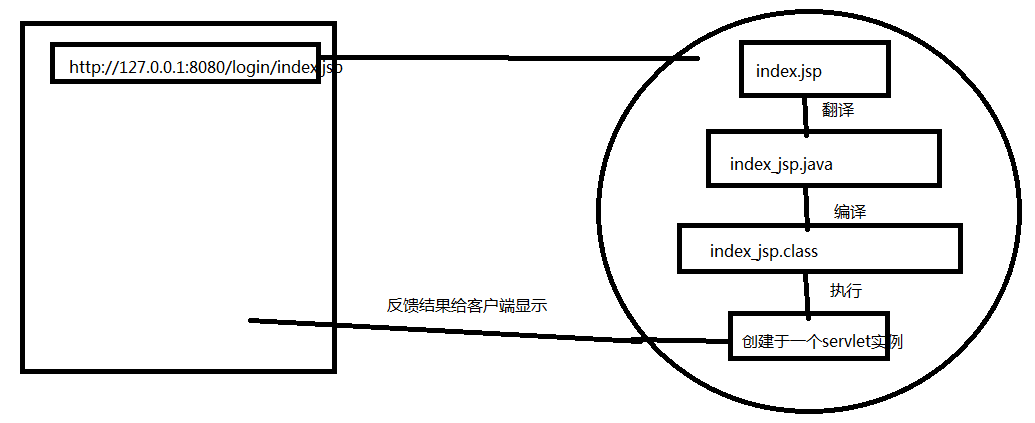 http://127.0.0.1:8080/login/index.jsp
index.jsp
翻译
index_jsp.java
编译
index_jsp.class
执行
反馈结果给客户端显示
创建于一个servlet实例